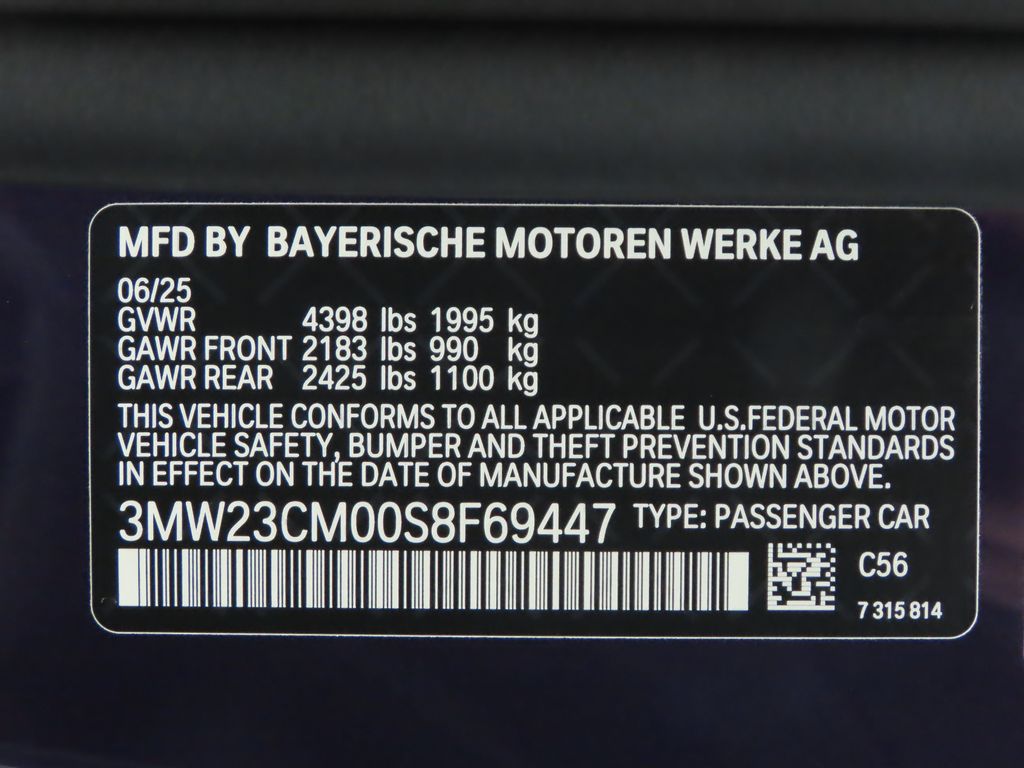 MFD BY BAYERISCHE MOTOREN WERKE AG
06/25
GVWR 4398 lbs 1995 kg
GAWR FRONT 2183 lbs 990 kg
GAWR REAR 2425 lbs 1100 kg
THIS VEHICLE CONFORMS TO ALL APPLICABLE U.S.FEDERAL MOTOR
VEHICLE SAFETY, BUMPER AND THEFT PREVENTION STANDARDS
IN EFFECT ON THE DATE OF MANUFACTURE SHOWN ABOVE.
3MW23CM00S8F69447 TYPE: PASSENGER CAR
C56
7 315 814